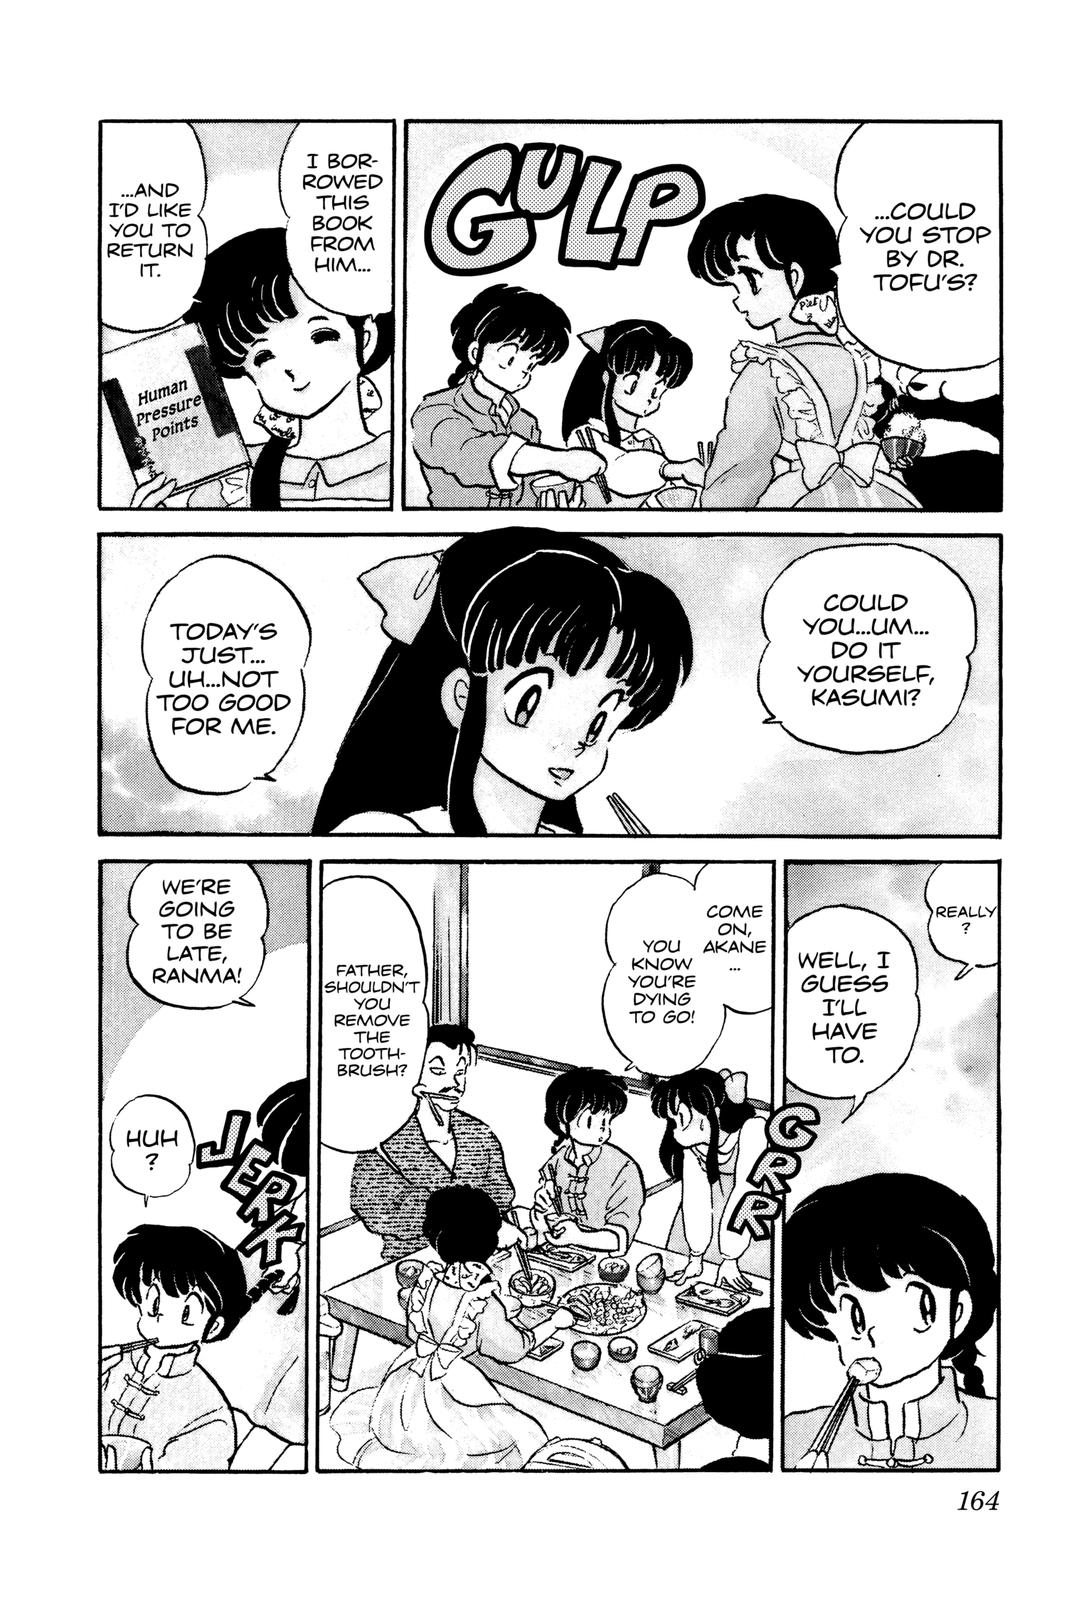 ...COULD
YOU STOP
BY DR.
TOFU'S?
GULP
I BOR-
ROWED
THIS
BOOK
FROM
HIM...
...AND
I'D LIKE
YOU TO
RETURN
IT.
Human
Pressure
Points
COULD
YOU...UM...
DO IT
YOURSELF,
KASUMI?
TODAY'S
JUST...
UH...NOT
TOO GOOD
FOR ME.
REALLY
?
WELL, I
GUESS
I'LL
HAVE
TO.
COME
ON,
AKANE
...
YOU
KNOW
YOU'RE
DYING
TO GO!
GRR
FATHER,
SHOULDN'T
YOU
REMOVE
THE
TOOTH-
BRUSH?
WE'RE
GOING
TO BE
LATE,
RANMA!
JERK
HUH
?
164